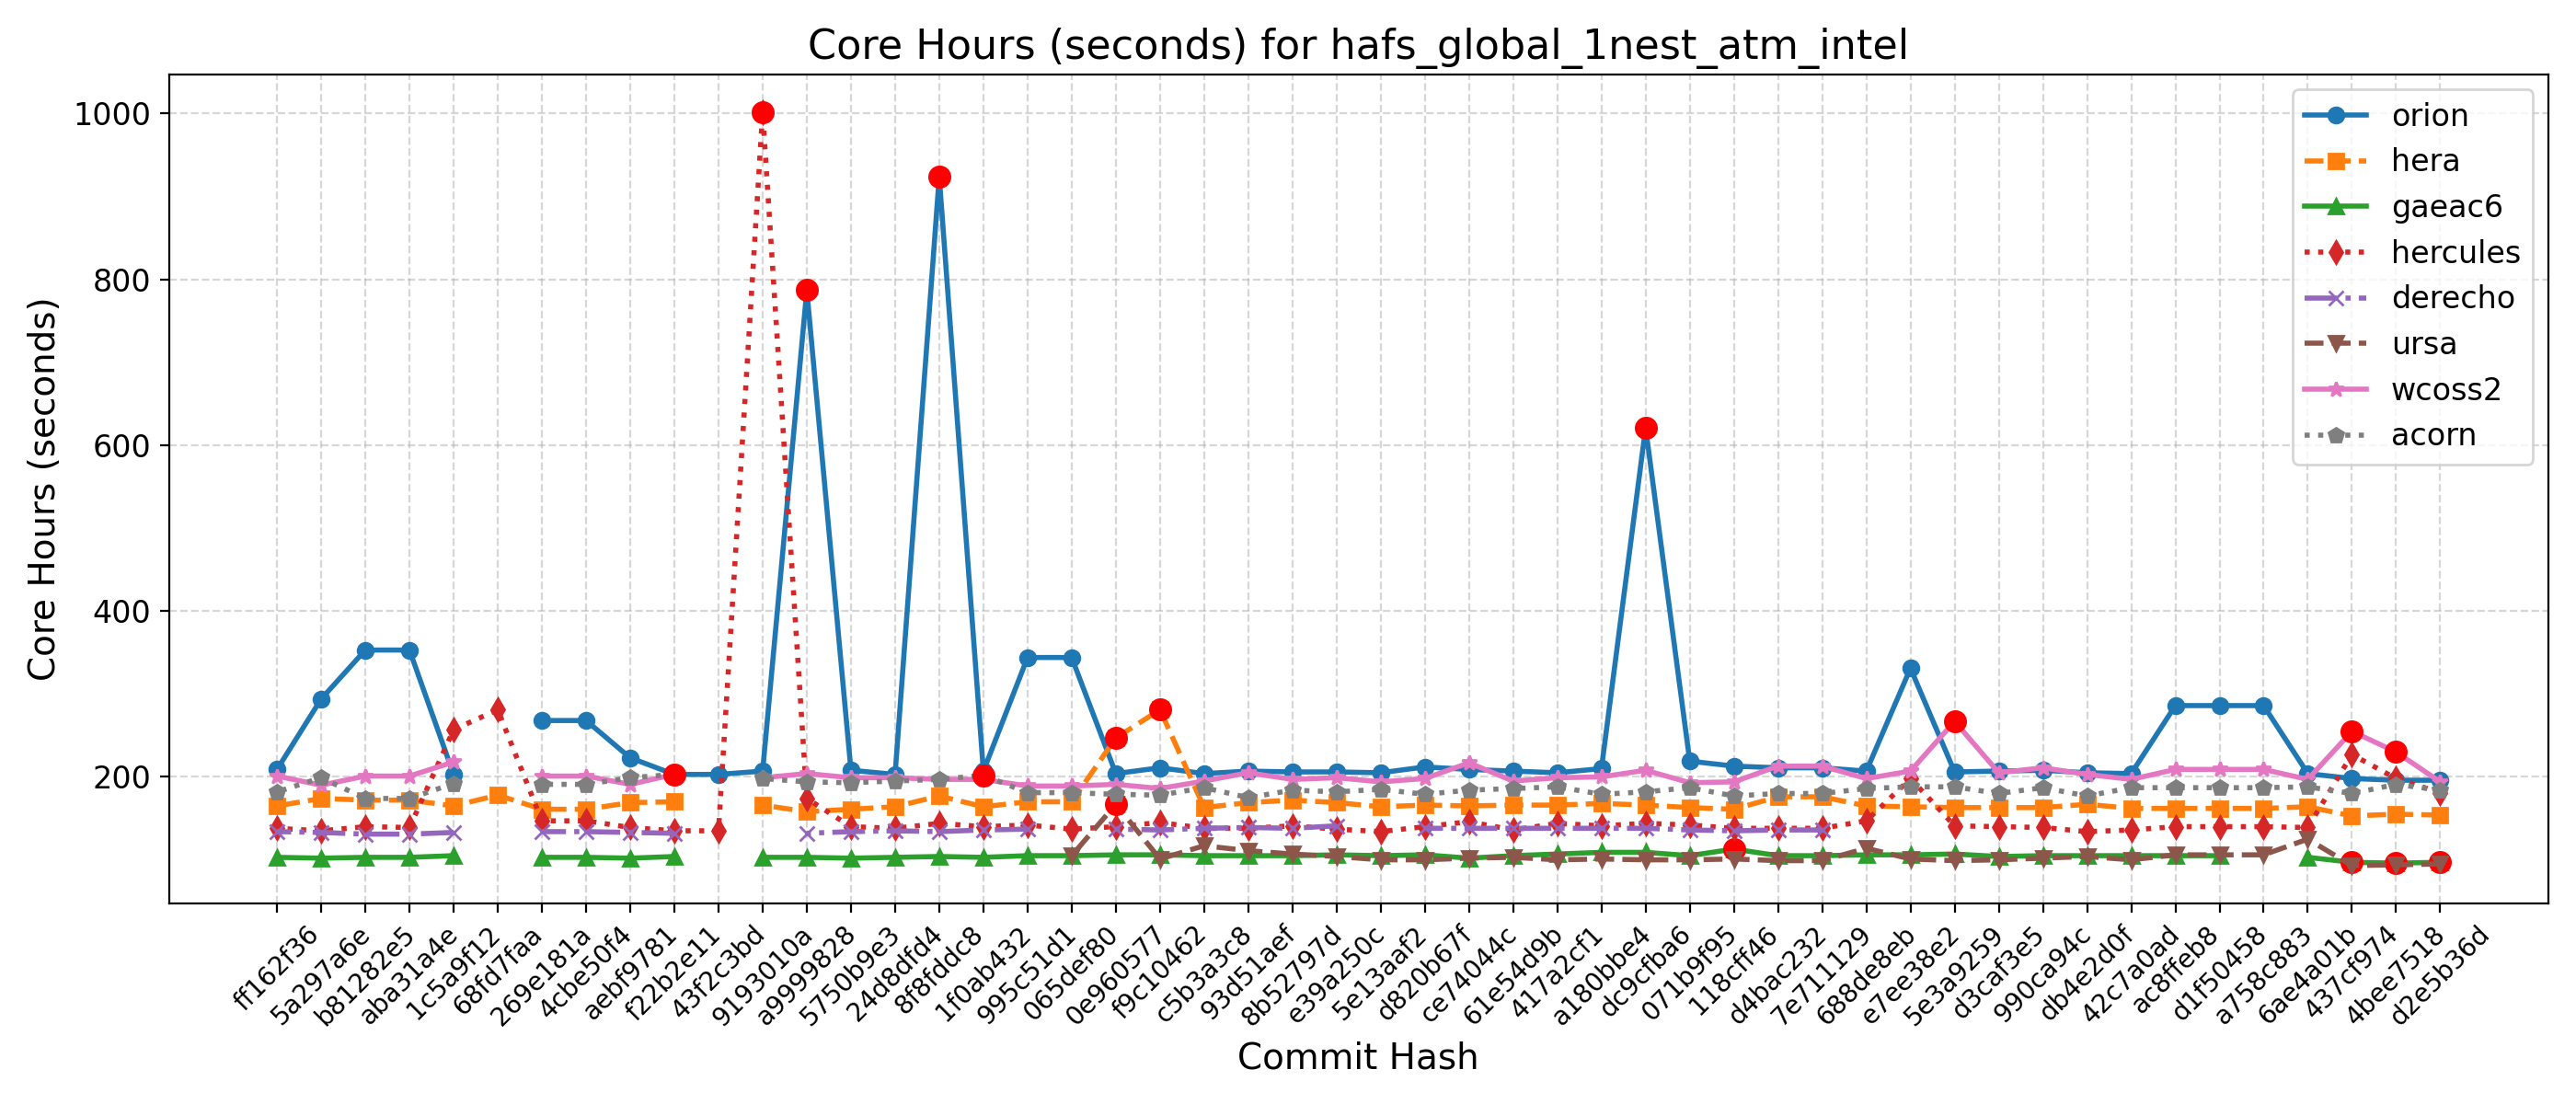 Core Hours (seconds) for hafs_global_1nest_atm_intel
Core Hours (seconds)
1000
800
600
400
200
orion
hera
gaeac6
hercules
derecho
ursa
wcoss2
acorn
ff162f36
5a297a6e
b81282e5
aba31a4e
1c5a9f12
68fd7faa
269e181a
4cbe50f4
aebf9781
f22b2e11
43f2c3bd
9193010a
a9999828
5750b9e3
24d8dfd4
8f8fddc8
1f0ab432
995c51d1
065def80
0e960577
f9c10462
c5b3a3c8
93d51aef
8b52797d
e39a250c
5e13aaf2
d820b67f
ce74044c
61e54d9b
417a2cf1
a180bbe4
dc9cfba6
071b9f95
118cff46
d4bac232
7e711129
688de8eb
e7ee38e2
5e3a9259
d3caf3e5
990ca94c
db4e2d0f
42c7a0ad
ac8ffeb8
d1f50458
a758c883
6ae4a01b
437cf974
4bee7518
d2e5b36d
Commit Hash